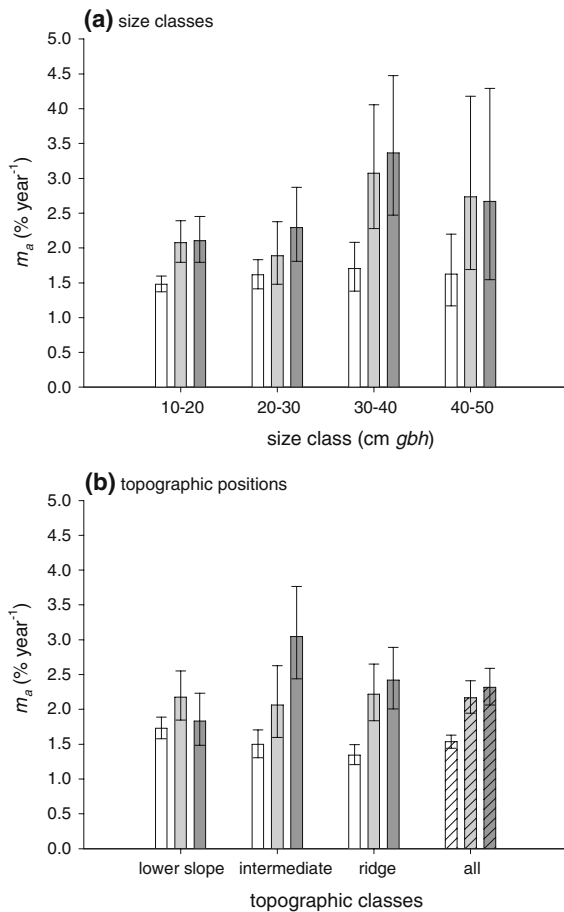 (a) size classes
5.0
4.5
4.0
3.5
3.0
2.5
2.0
1.5
1.0
0.5
0.0
m_a (% year⁻¹)
10-20 20-30 30-40 40-50
size class (cm gbh)
(b) topographic positions
5.0
4.5
4.0
3.5
3.0
2.5
2.0
1.5
1.0
0.5
0.0
m_a (% year⁻¹)
lower slope intermediate ridge all
topographic classes